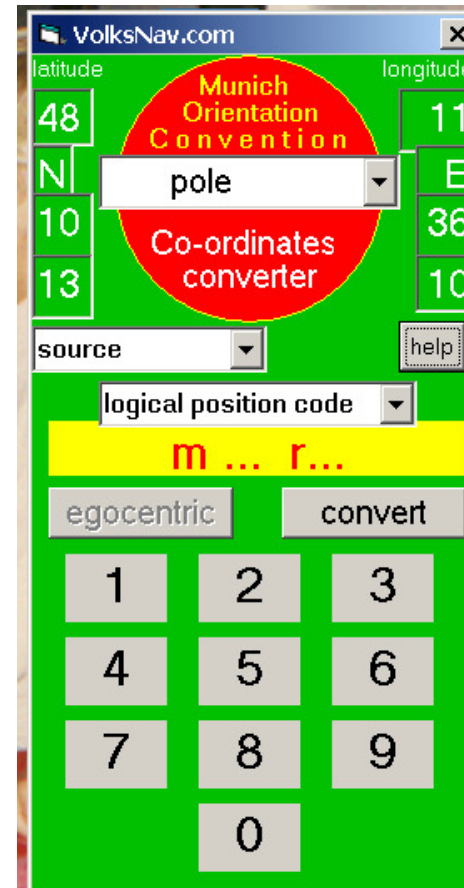 VolksNav.com
latitude
longitude
Munich
Orientation
Convention
48
11
N
pole
E
10
36
Co-ordinates
converter
13
10
source
help
logical position code
m ... r...
egocentric
convert
1 2 3
4 5 6
7 8 9
0